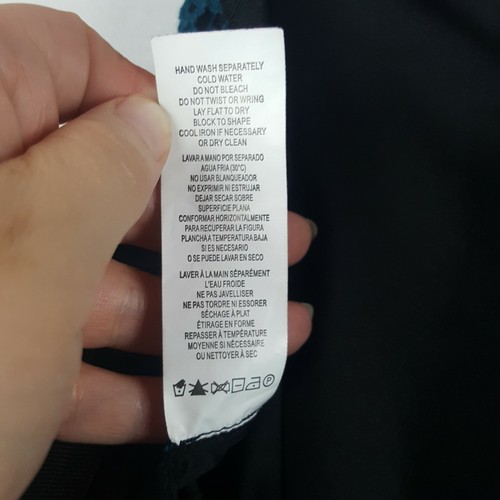 HAND WASH SEPARATELY
COLD WATER
DO NOT BLEACH
DO NOT TWIST OR WRING
LAY FLAT TO DRY
BLOCK TO SHAPE
COOL IRON IF NECESSARY
OR DRY CLEAN
LAVAR A MANO POR SEPARADO
AGUA FRIA (30°C)
NO USAR BLANQUEADOR
NO EXPRIMIR NI ESTRUJAR
DEJAR SECAR SOBRE
SUPERFICIE PLANA
CONFORMAR HORIZONTALMENTE
PARA RECUPERAR LA FIGURA
PLANCHA A TEMPERATURA BAJA
SI ES NECESARIO
O SE PUEDE LAVAR EN SECO
LAVER À LA MAIN SÉPARÉMENT
L'EAU FROIDE
NE PAS JAVELLISER
NE PAS TORDRE NI ESSORER
SÉCHAGE À PLAT
ÉTIRAGE EN FORME
REPASSER À TEMPÉRATURE
MOYENNE SI NÉCESSAIRE
OU NETTOYER À SEC
P